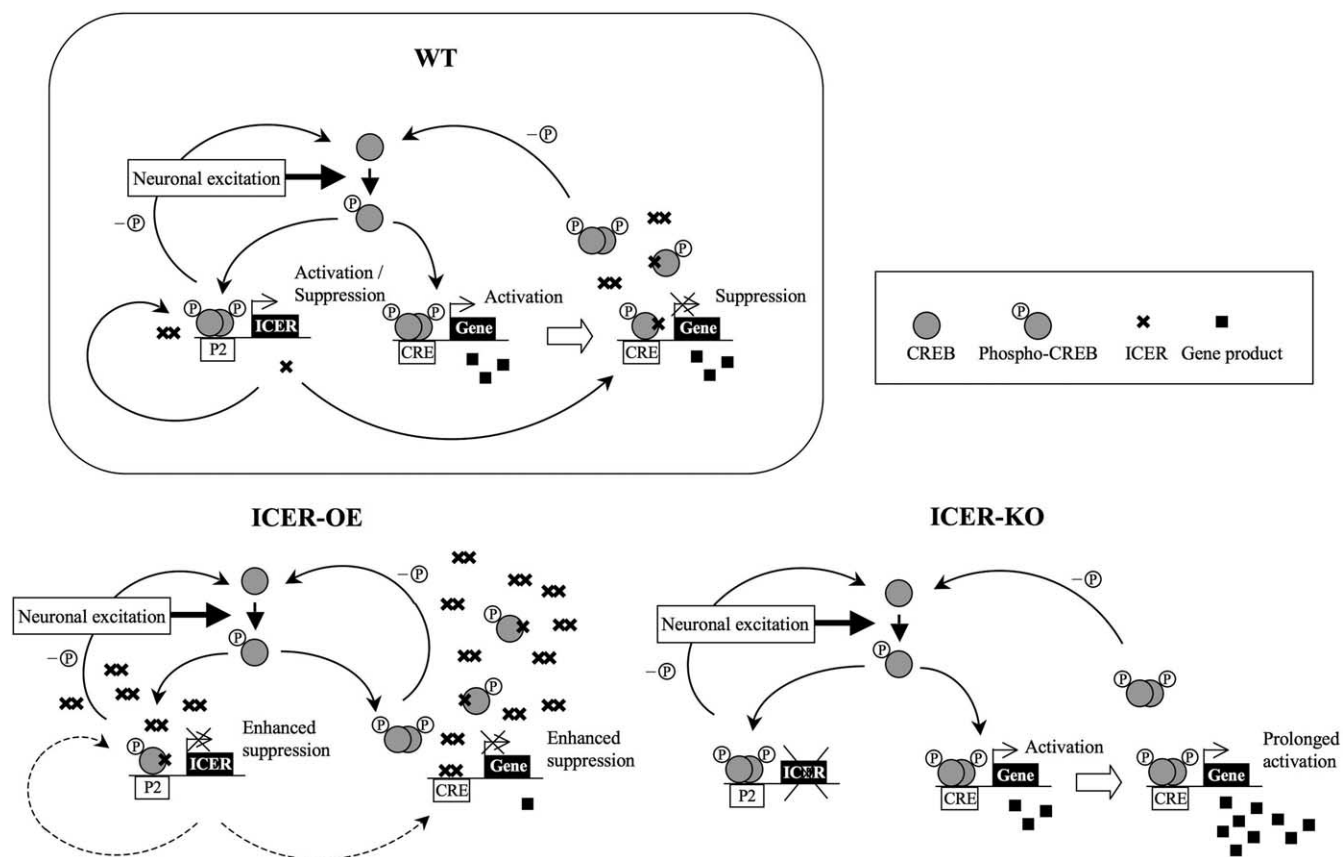 WT
−Ⓟ
Neuronal excitation
P
−Ⓟ
P P
P
P P
Activation /
Suppression
ICER
P2
P P
Activation
Gene
CRE
P
Suppression
Gene
CRE
P
CREB
Phospho-CREB
ICER
Gene product
ICER-OE
−Ⓟ
Neuronal excitation
P
−Ⓟ
P
P
P
Enhanced
suppression
ICER
P2
P P
Enhanced
suppression
Gene
CRE
ICER-KO
−Ⓟ
Neuronal excitation
P
−Ⓟ
P P
P P
ICER
P2
P P
Activation
Gene
CRE
P P
Prolonged
activation
Gene
CRE